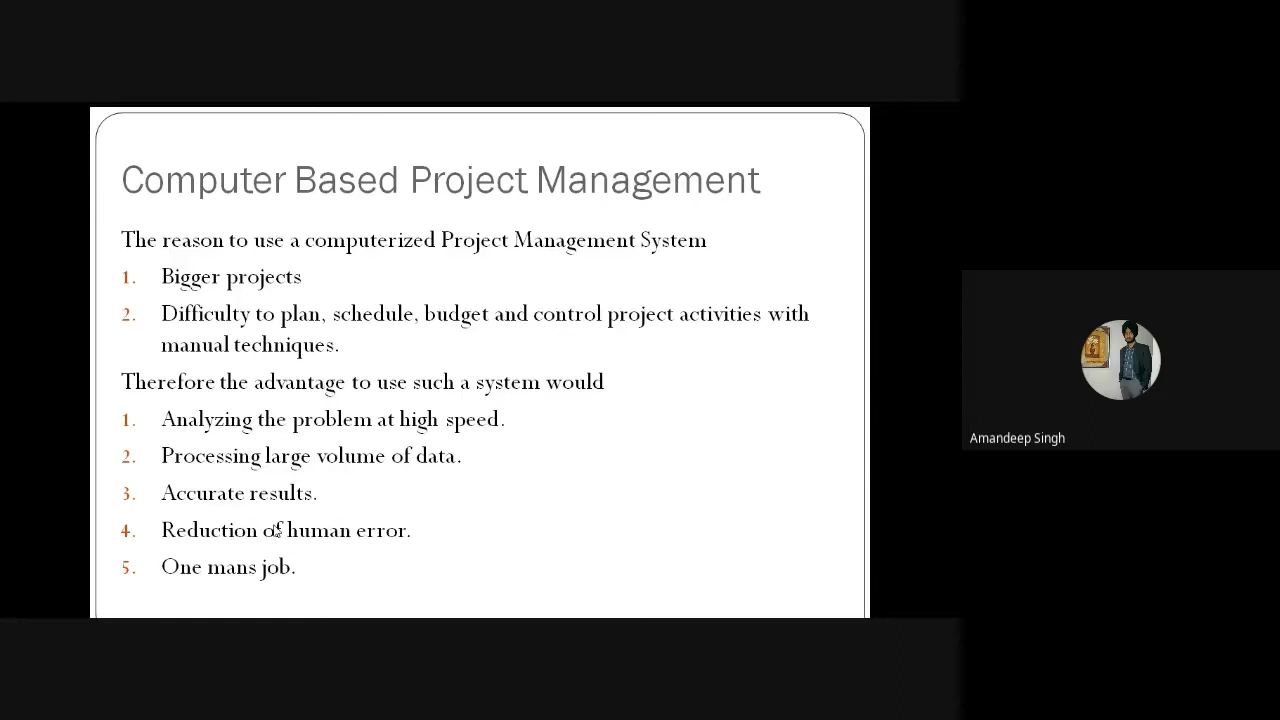 Computer Based Project Management
The reason to use a computerized Project Management System
1. Bigger projects
2. Difficulty to plan, schedule, budget and control project activities with
manual techniques.
Therefore the advantage to use such a system would
1. Analyzing the problem at high speed.
2. Processing large volume of data.
3. Accurate results.
4. Reduction of human error.
5. One mans job.
Amandeep Singh